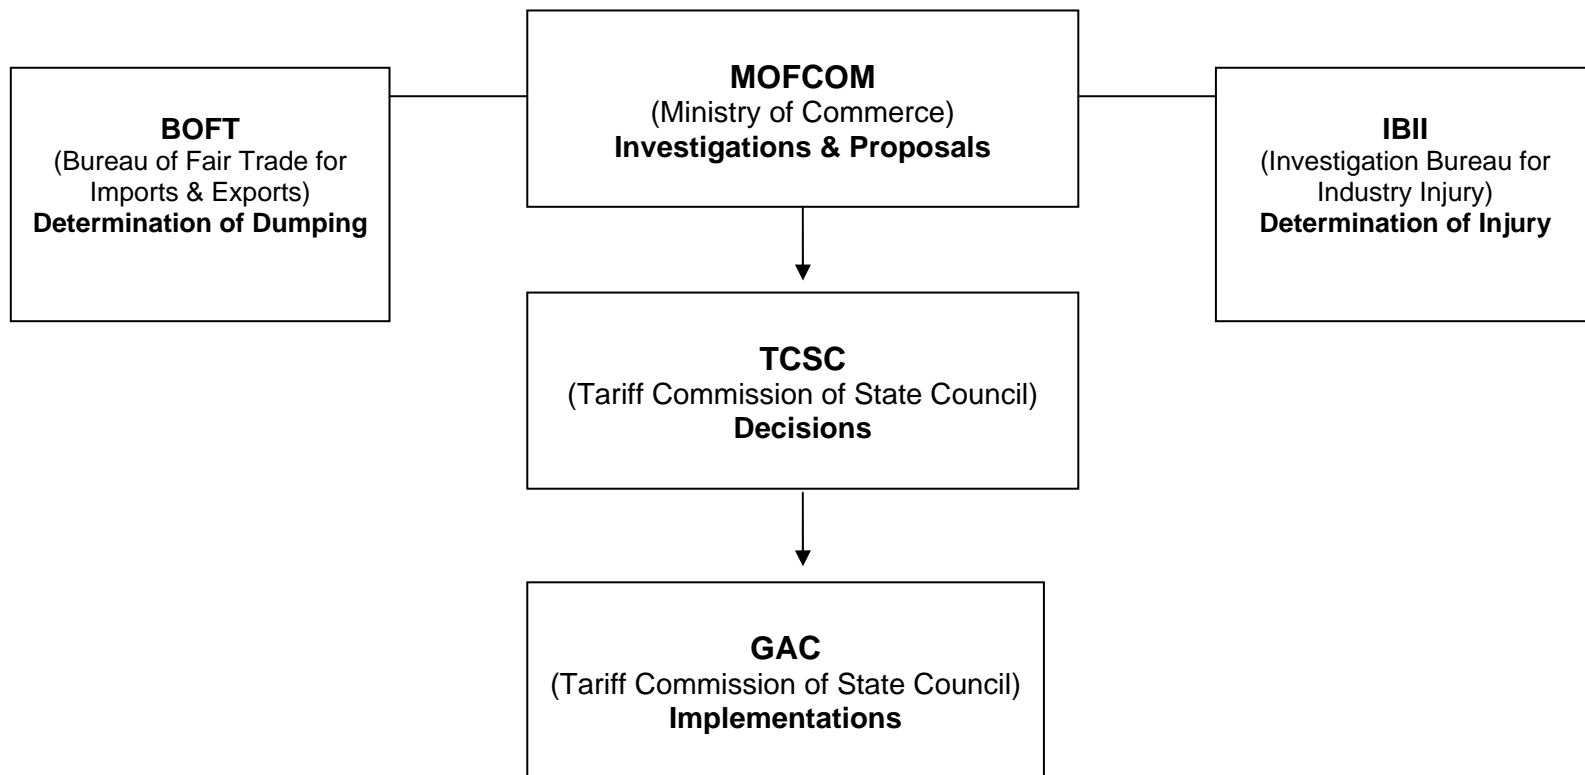 MOFCOM
(Ministry of Commerce)
Investigations & Proposals
BOFT
(Bureau of Fair Trade for
Imports & Exports)
Determination of Dumping
IBII
(Investigation Bureau for
Industry Injury)
Determination of Injury
TCSC
(Tariff Commission of State Council)
Decisions
GAC
(Tariff Commission of State Council)
Implementations